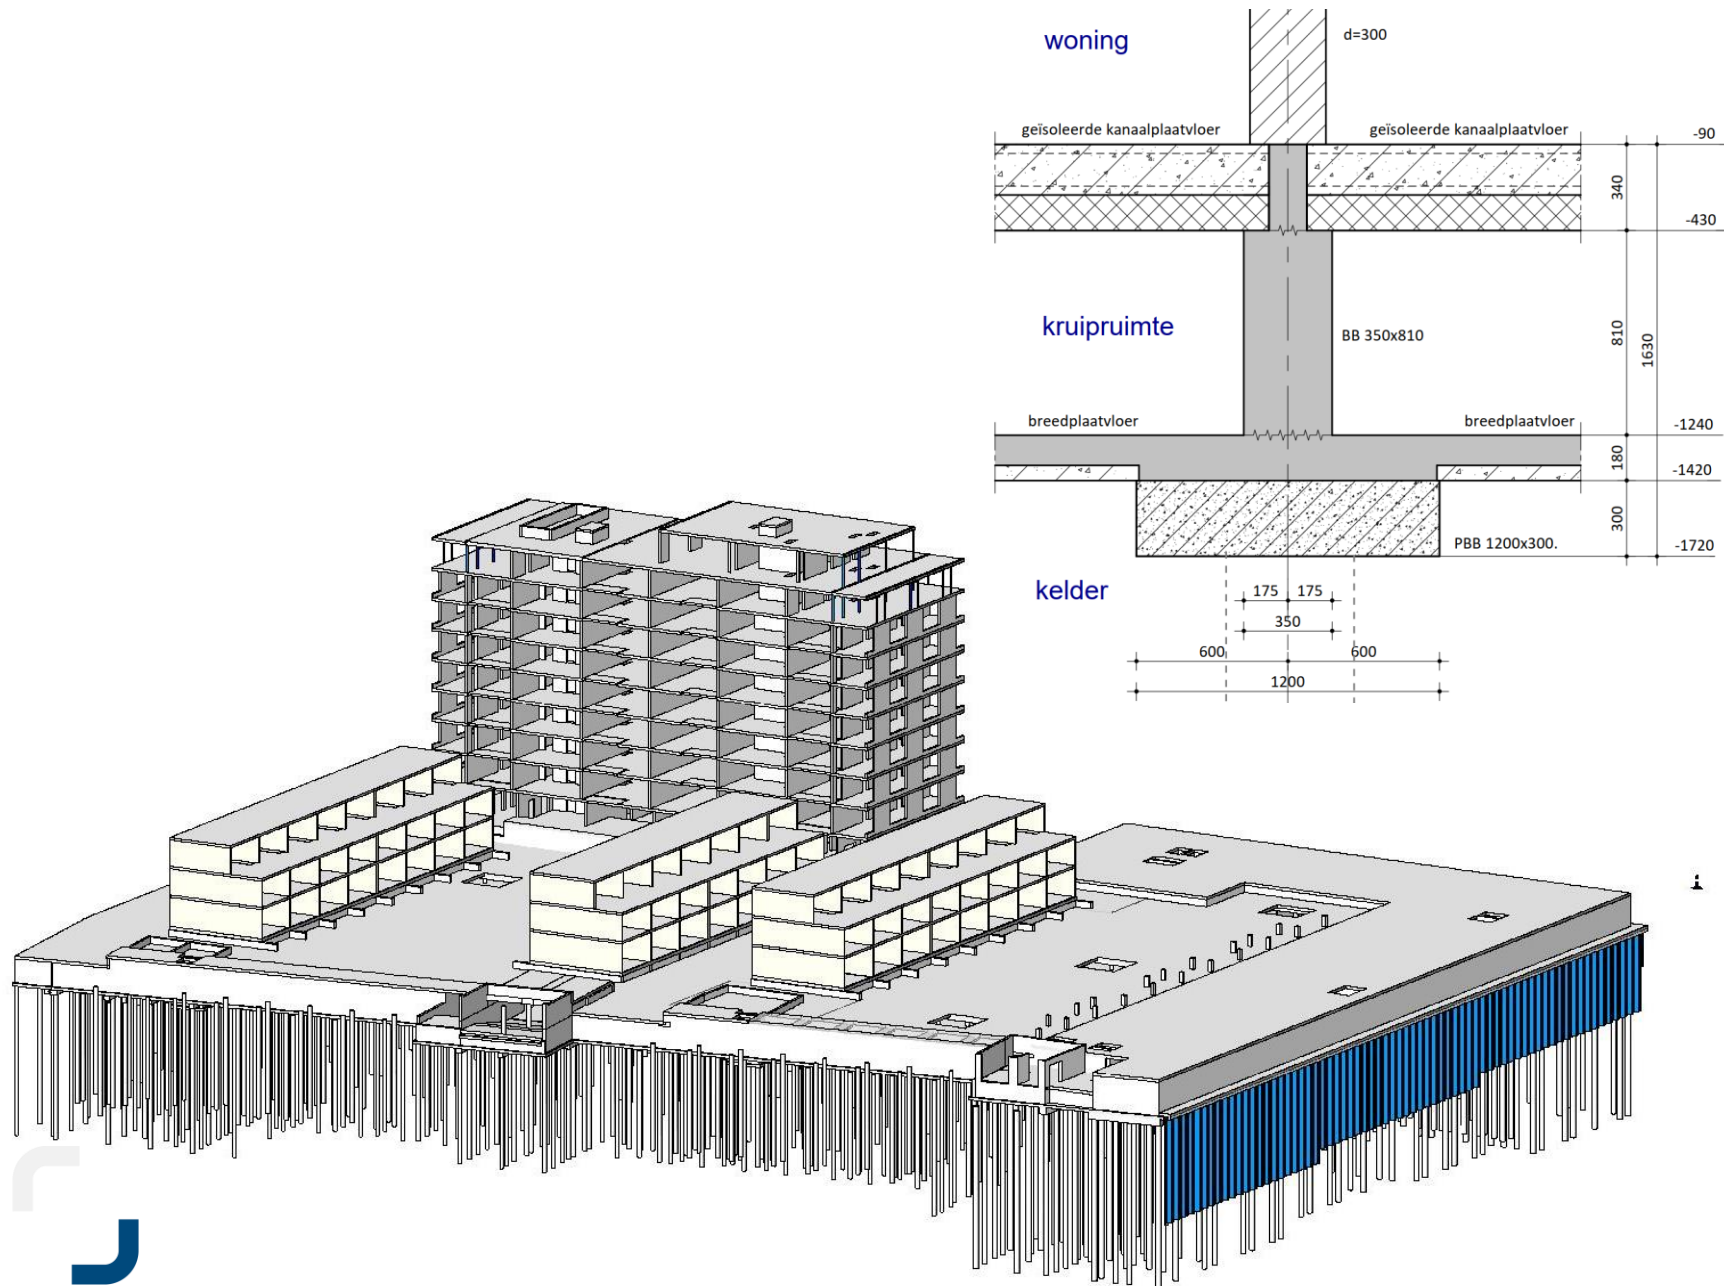 woning
d=300
geïsoleerde kanaalplaatvloer
geïsoleerde kanaalplaatvloer
-90
340
-430
kruipruimte
BB 350x810
810
1630
breedplaatvloer
breedplaatvloer
-1240
180
-1420
300
PBB 1200x300.
-1720
kelder
175
175
350
600
600
1200